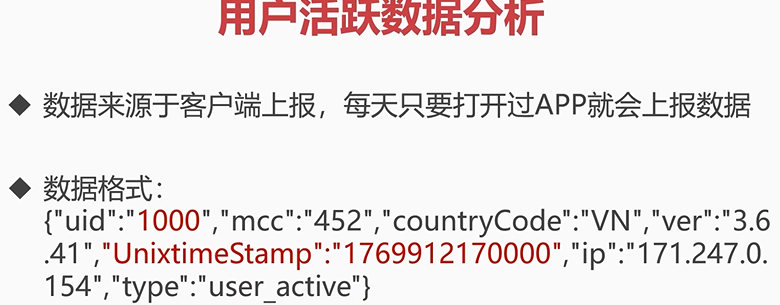 用户活跃数据分析
◆ 数据来源于客户端上报，每天只要打开过APP就会上报数据
◆ 数据格式：
{"uid":"1000","mcc":"452","countryCode":"VN","ver":"3.6
.41","UnixtimeStamp":"1769912170000","ip":"171.247.0.
154","type":"user_active"}